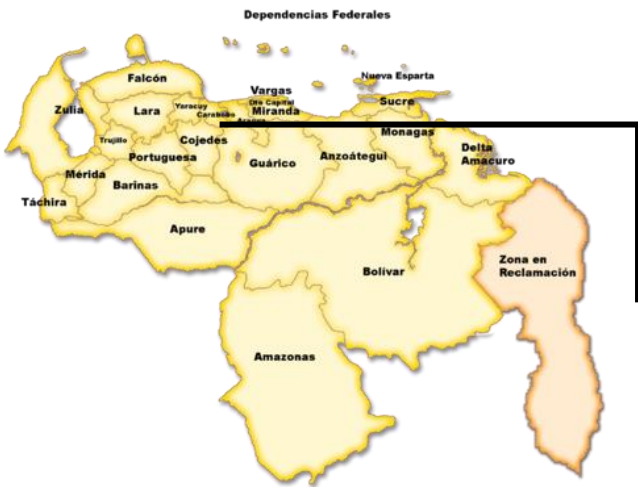 Dependencias Federales
Nueva Esparta
Falcón
Vargas
Dto Capital
Sucre
Zulia
Lara
Yaracuy
Carabobo
Miranda
Monagas
Trujillo
Cojedes
Delta
Amacuro
Portuguesa
Guárico
Anzoátegui
Mérida
Barinas
Táchira
Apure
Bolívar
Zona en
Reclamación
Amazonas